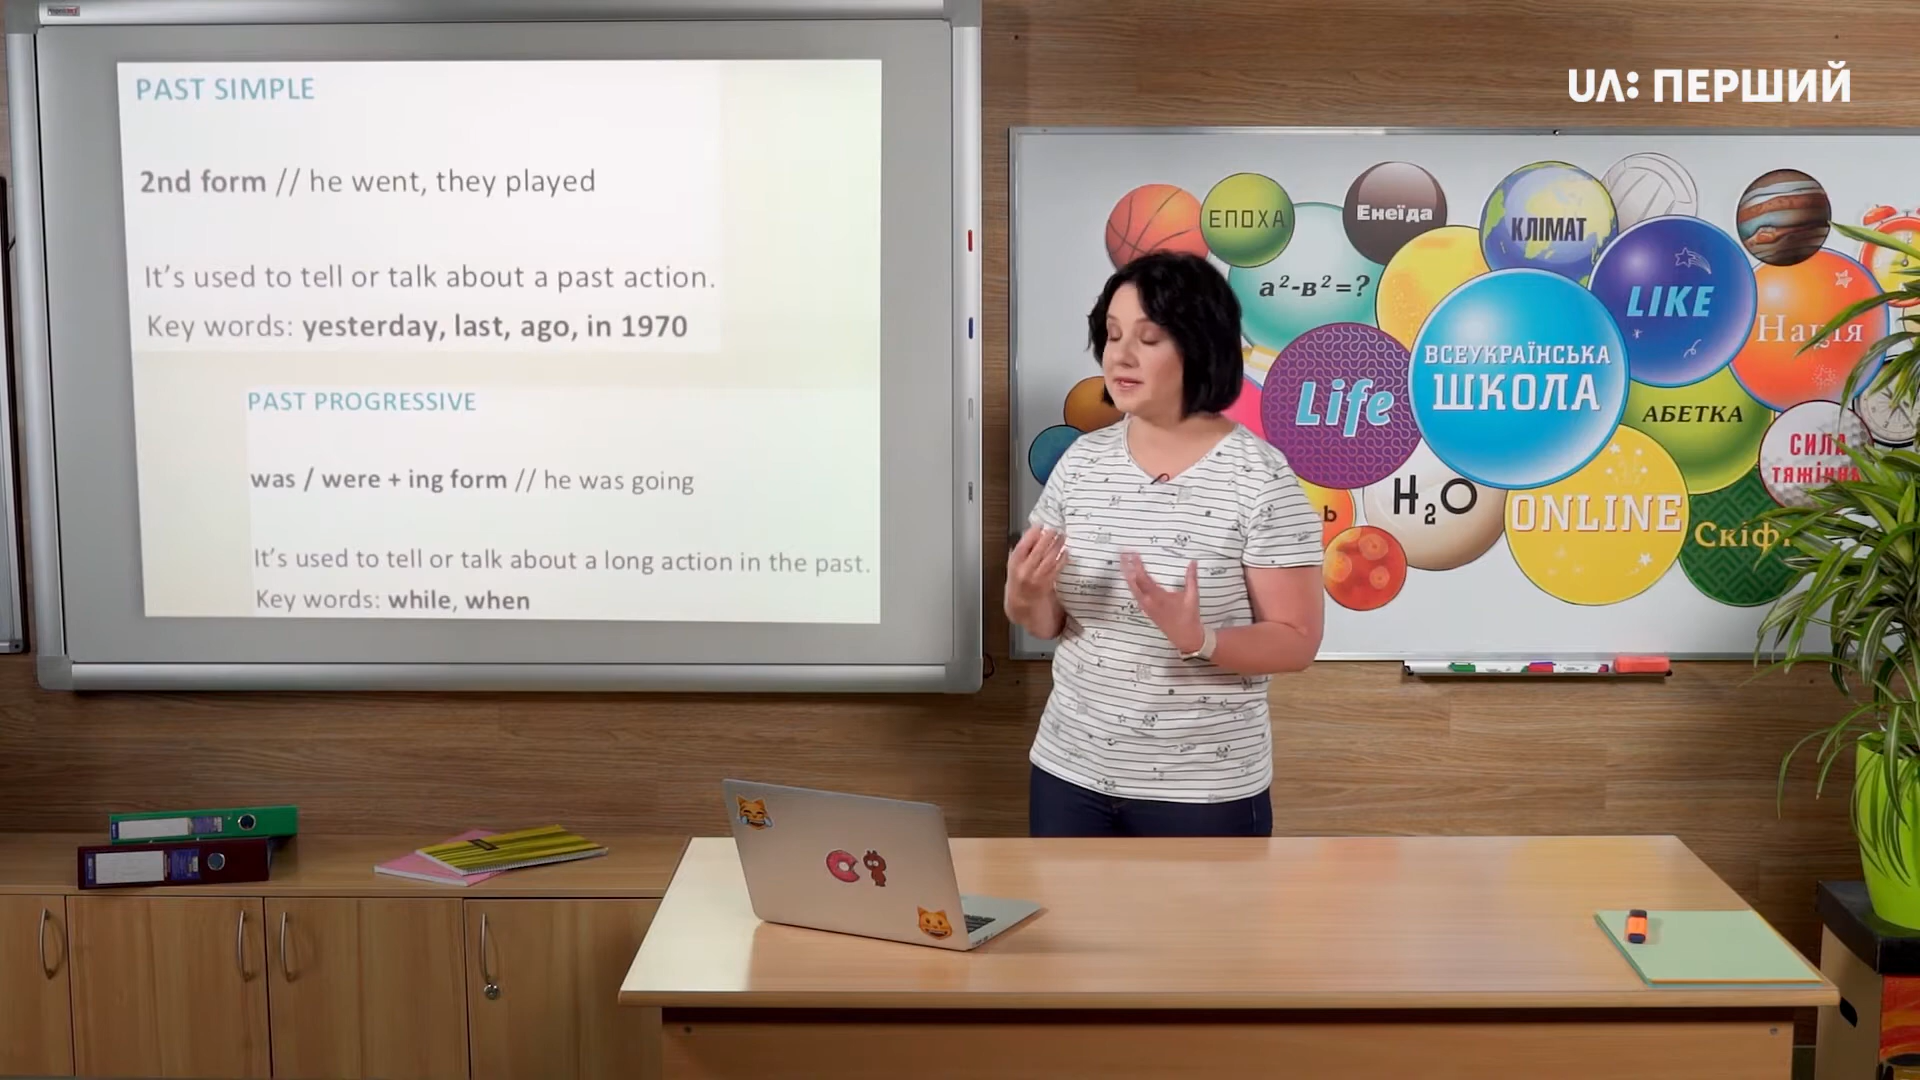 PAST SIMPLE
2nd form // he went, they played
It's used to tell or talk about a past action.
Key words: yesterday, last, ago, in 1970
PAST PROGRESSIVE
was / were + ing form // he was going
It's used to tell or talk about a long action in the past.
Key words: while, when
UΛ: ПЕРШИЙ
ЕПОХА
Енеїда
КЛІМАТ
a²-в²=?
LIKE
Нація
Life
ВСЕУКРАЇНСЬКА
ШКОЛА
АБЕТКА
СИЛА
H₂O
ONLINE
b